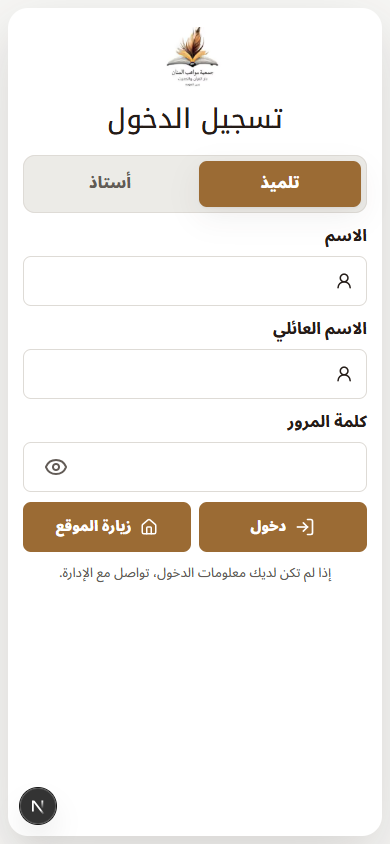 جمعية مواهب الفنان
تسجيل الدخول
تلميذ
أستاذ
الاسم
الاسم العائلي
كلمة المرور
دخول
زيارة الموقع
إذا لم تكن لديك معلومات الدخول، تواصل مع الإدارة.
N